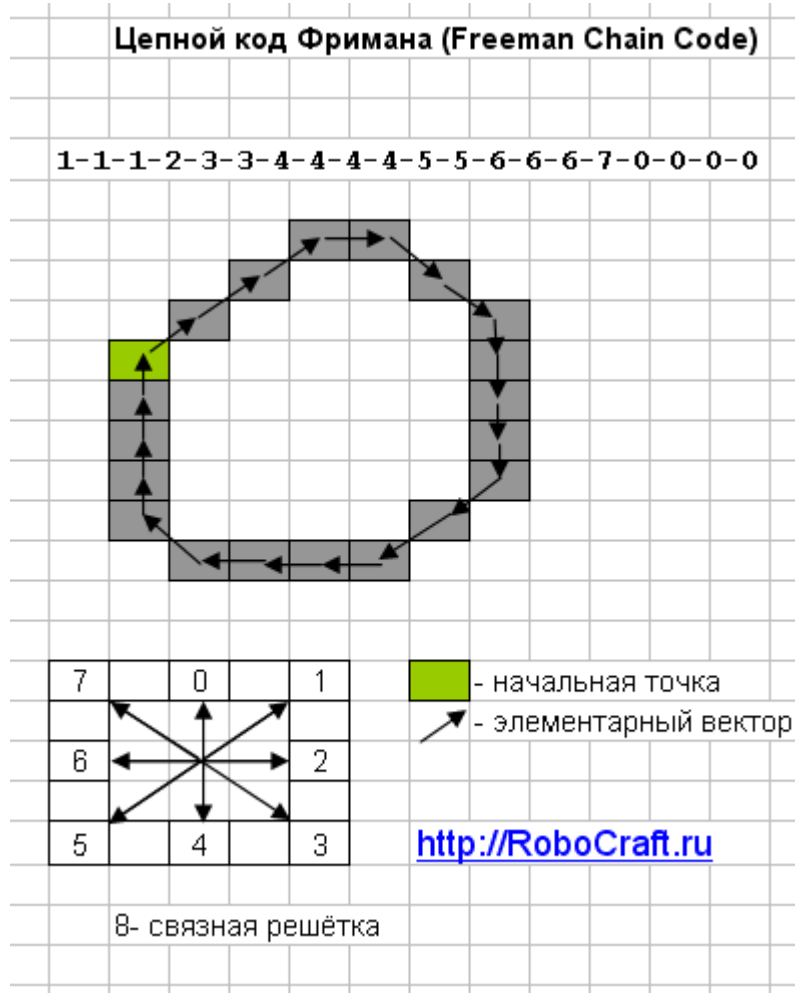 Цепной код Фримана (Freeman Chain Code)
1-1-1-2-3-3-4-4-4-4-5-5-6-6-6-7-0-0-0-0
7 0 1
6 2
5 4 3
- начальная точка
- элементарный вектор
http://RoboCraft.ru
8- связная решётка